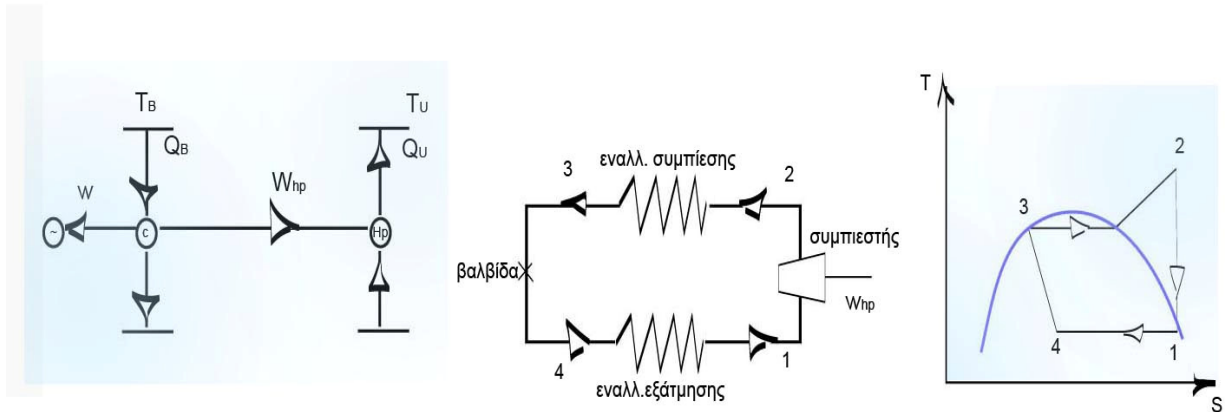 TB
QB
W
~
c
Whp
TU
QU
Hp
3
εναλλ. συμπίεσης
2
συμπιεστής
βαλβίδα
Whp
4
1
εναλλ.εξάτμησης
T
2
3
4
1
S